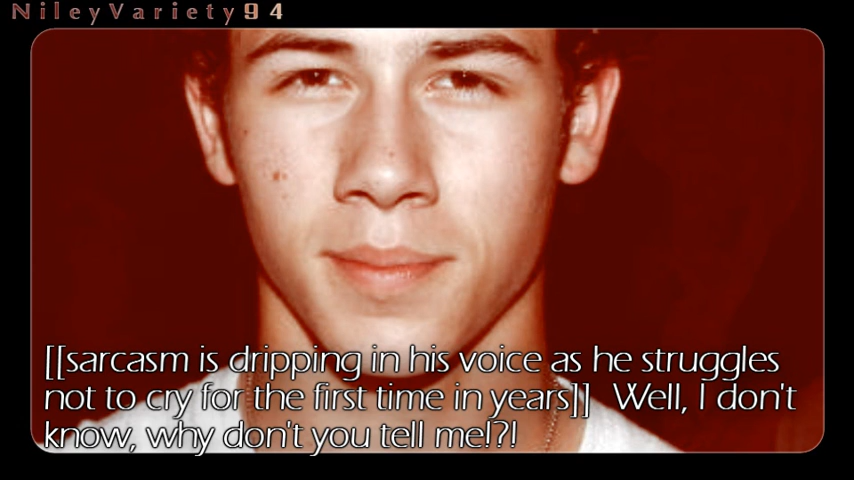 NileyVariety94
[[sarcasm is dripping in his voice as he struggles
not to cry for the first time in years]]  Well, I don't
know, why don't you tell me!?!